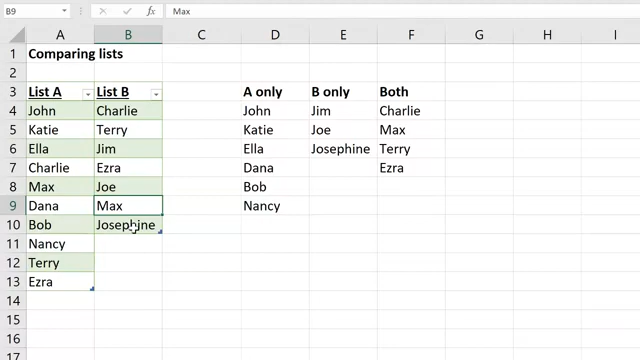 B9 fx Max
A B C D E F G H I
1 Comparing lists
2
3 List A List B A only B only Both
4 John Charlie John Jim Charlie
5 Katie Terry Katie Joe Max
6 Ella Jim Ella Josephine Terry
7 Charlie Ezra Dana Ezra
8 Max Joe Bob
9 Dana Max Nancy
10 Bob Josephine
11 Nancy
12 Terry
13 Ezra
14
15
16
17